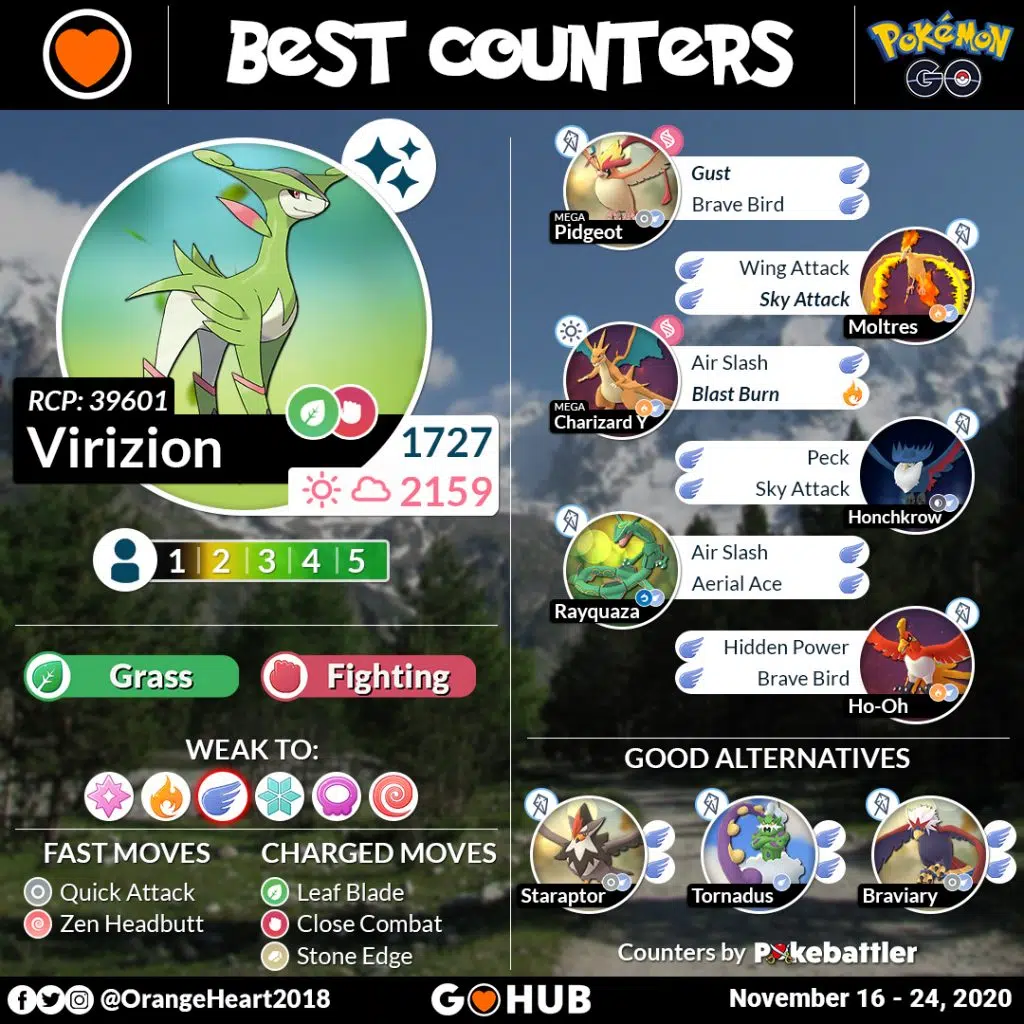 BEST COUNTERS
POKéMON
GO
RCP: 39601
Virizion
1727
2159
1 | 2 | 3 | 4 | 5
Grass
Fighting
WEAK TO:
FAST MOVES
Quick Attack
Zen Headbutt
CHARGED MOVES
Leaf Blade
Close Combat
Stone Edge
MEGA
Pidgeot
Gust
Brave Bird
Wing Attack
Sky Attack
Moltres
MEGA
Charizard Y
Air Slash
Blast Burn
Peck
Sky Attack
Honchkrow
Rayquaza
Air Slash
Aerial Ace
Hidden Power
Brave Bird
Ho-Oh
GOOD ALTERNATIVES
Staraptor
Tornadus
Braviary
Counters by Pokebattler
@OrangeHeart2018
GOHUB
November 16 - 24, 2020